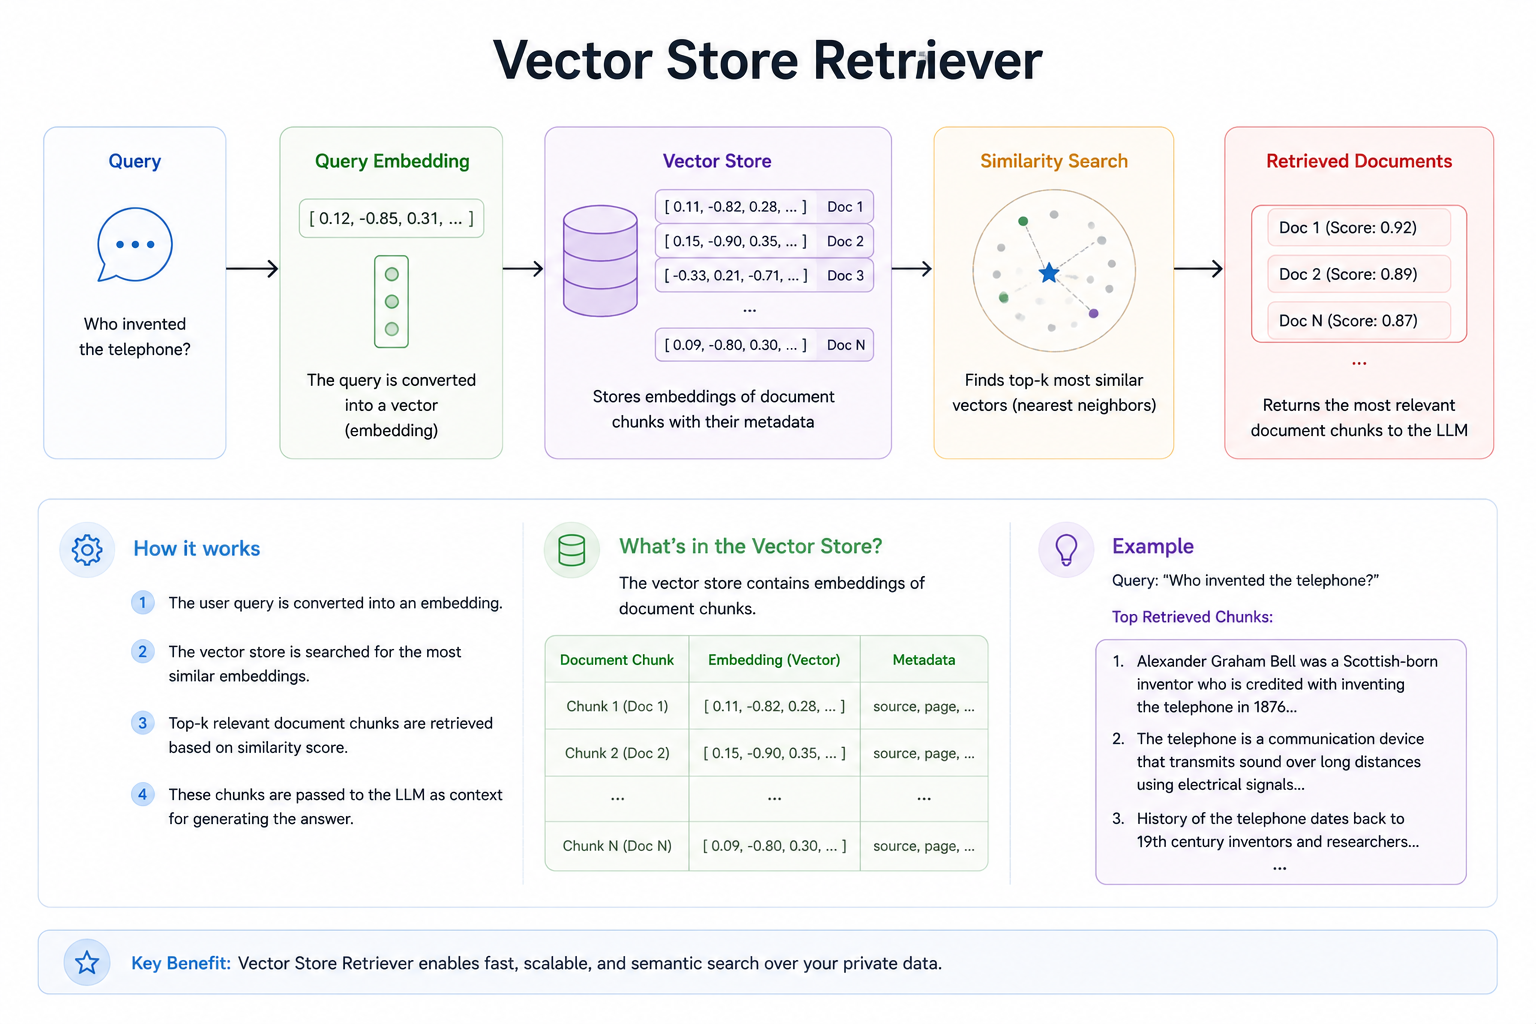 Vector Store Retriever
Query
Who invented
the telephone?
Query Embedding
[ 0.12, -0.85, 0.31, ... ]
The query is converted
into a vector
(embedding)
Vector Store
[ 0.11, -0.82, 0.28, ... ] Doc 1
[ 0.15, -0.90, 0.35, ... ] Doc 2
[ -0.33, 0.21, -0.71, ... ] Doc 3
...
[ 0.09, -0.80, 0.30, ... ] Doc N
Stores embeddings of document
chunks with their metadata
Similarity Search
Finds top-k most similar
vectors (nearest neighbors)
Retrieved Documents
Doc 1 (Score: 0.92)
Doc 2 (Score: 0.89)
Doc N (Score: 0.87)
...
Returns the most relevant
document chunks to the LLM
How it works
1 The user query is converted into an embedding.
2 The vector store is searched for the most
similar embeddings.
3 Top-k relevant document chunks are retrieved
based on similarity score.
4 These chunks are passed to the LLM as context
for generating the answer.
What's in the Vector Store?
The vector store contains embeddings of
document chunks.
Document Chunk Embedding (Vector) Metadata
Chunk 1 (Doc 1) [ 0.11, -0.82, 0.28, ... ] source, page, ...
Chunk 2 (Doc 2) [ 0.15, -0.90, 0.35, ... ] source, page, ...
... ... ...
Chunk N (Doc N) [ 0.09, -0.80, 0.30, ... ] source, page, ...
Example
Query: “Who invented the telephone?”
Top Retrieved Chunks:
1. Alexander Graham Bell was a Scottish-born
inventor who is credited with inventing
the telephone in 1876...
2. The telephone is a communication device
that transmits sound over long distances
using electrical signals...
3. History of the telephone dates back to
19th century inventors and researchers...
...
Key Benefit: Vector Store Retriever enables fast, scalable, and semantic search over your private data.